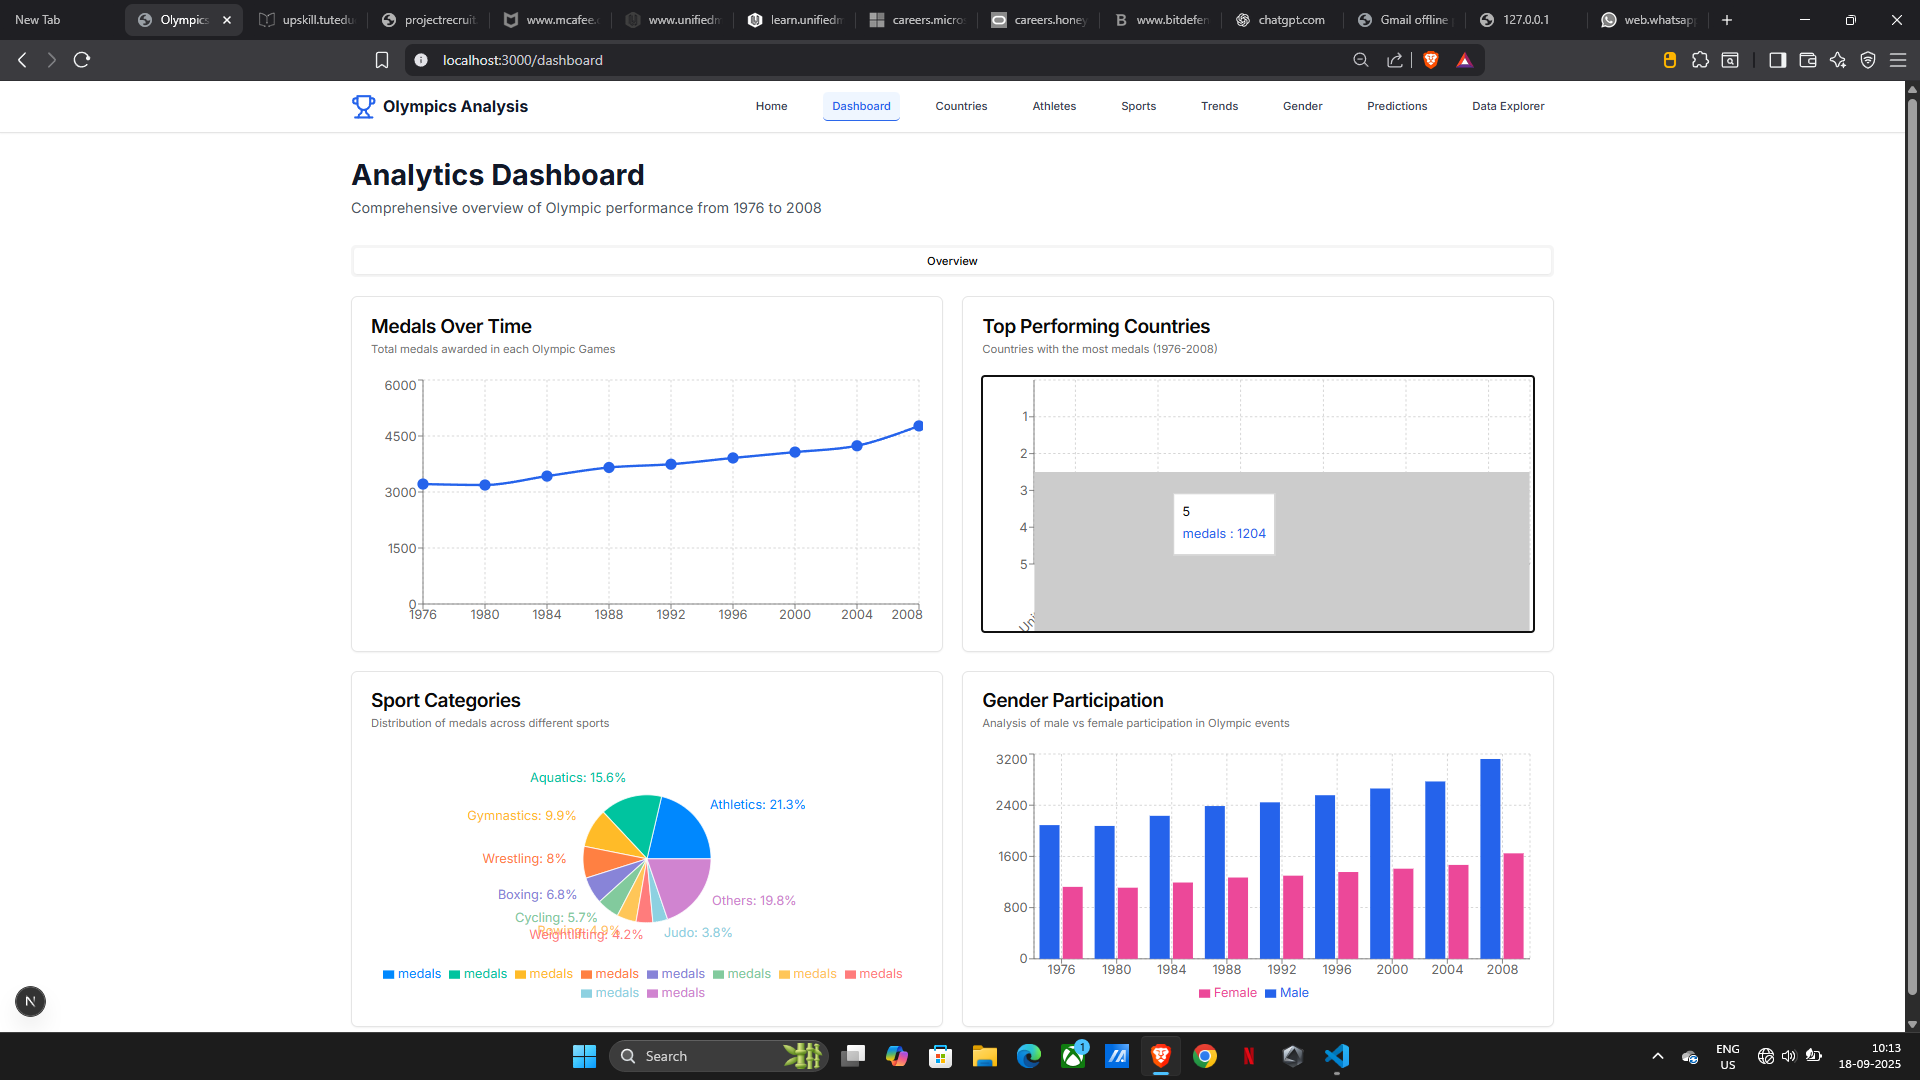 New Tab
Olympics
upskill.tutedu
projectrecruit.
www.mcafee.c
www.unifiedm
learn.unifiedm
careers.micros
careers.honey
www.bitdefen
chatgpt.com
Gmail offline
127.0.0.1
web.whatsapp
localhost:3000/dashboard
Olympics Analysis
Home
Dashboard
Countries
Athletes
Sports
Trends
Gender
Predictions
Data Explorer
Analytics Dashboard
Comprehensive overview of Olympic performance from 1976 to 2008
Overview
Medals Over Time
Total medals awarded in each Olympic Games
6000
4500
3000
1500
0
1976 1980 1984 1988 1992 1996 2000 2004 2008
Top Performing Countries
Countries with the most medals (1976-2008)
1
2
3
4
5
5
medals : 1204
Uni
Sport Categories
Distribution of medals across different sports
Aquatics: 15.6%
Athletics: 21.3%
Gymnastics: 9.9%
Wrestling: 8%
Boxing: 6.8%
Others: 19.8%
Cycling: 5.7%
Rowing: 4.9%
Weightlifting: 4.2%
Judo: 3.8%
medals medals medals medals medals medals medals medals
medals medals
Gender Participation
Analysis of male vs female participation in Olympic events
3200
2400
1600
800
0
1976 1980 1984 1988 1992 1996 2000 2004 2008
Female Male
N
Search
1
ENG
US
10:13
18-09-2025